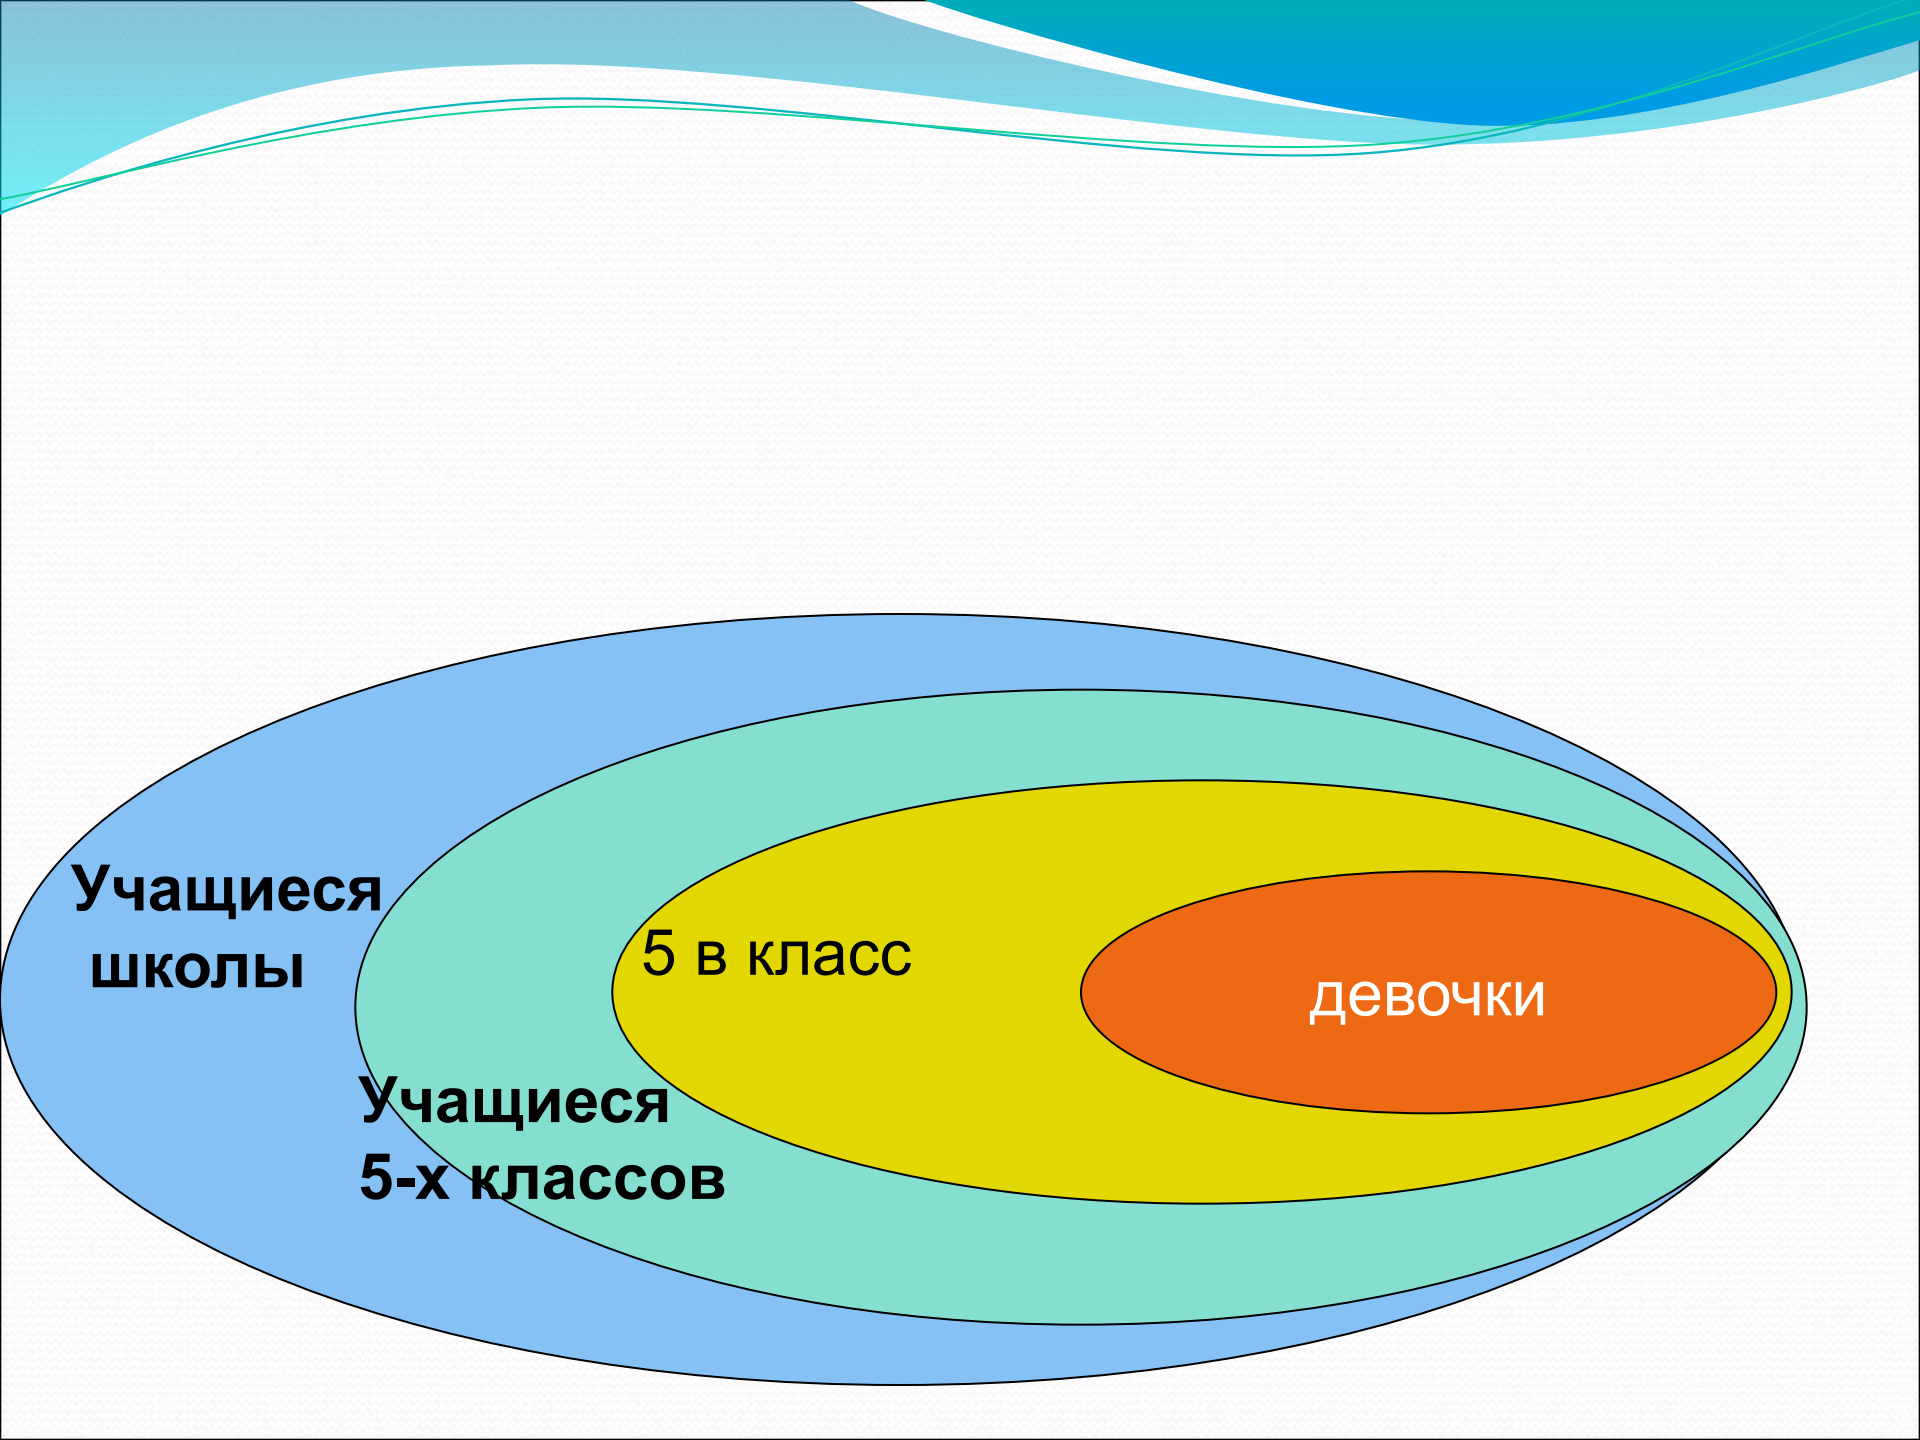 Учащиеся
школы
5 в класс
девочки
Учащиеся
5-х классов